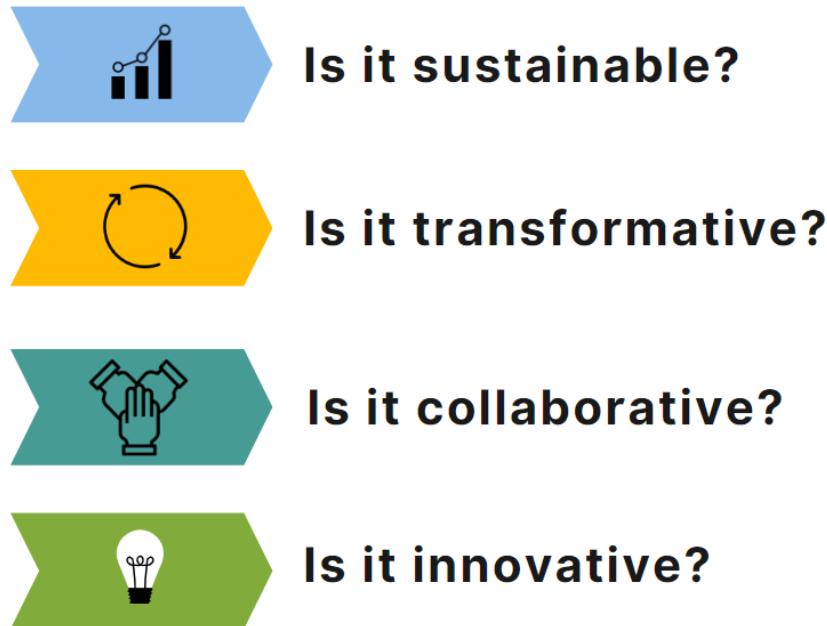 Is it sustainable?
Is it transformative?
Is it collaborative?
Is it innovative?